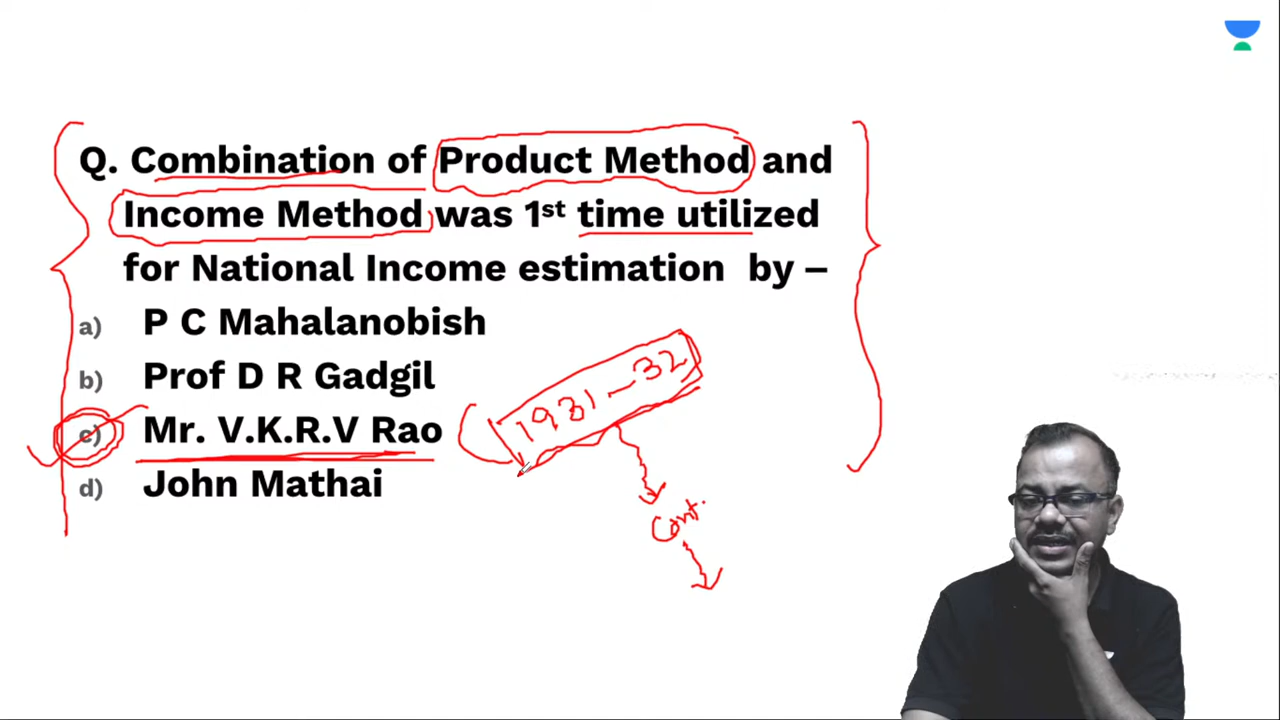 Q. Combination of Product Method and
Income Method was 1st time utilized
for National Income estimation by –
a) P C Mahalanobish
b) Prof D R Gadgil
c) Mr. V.K.R.V Rao
d) John Mathai
1931-32
Cont.